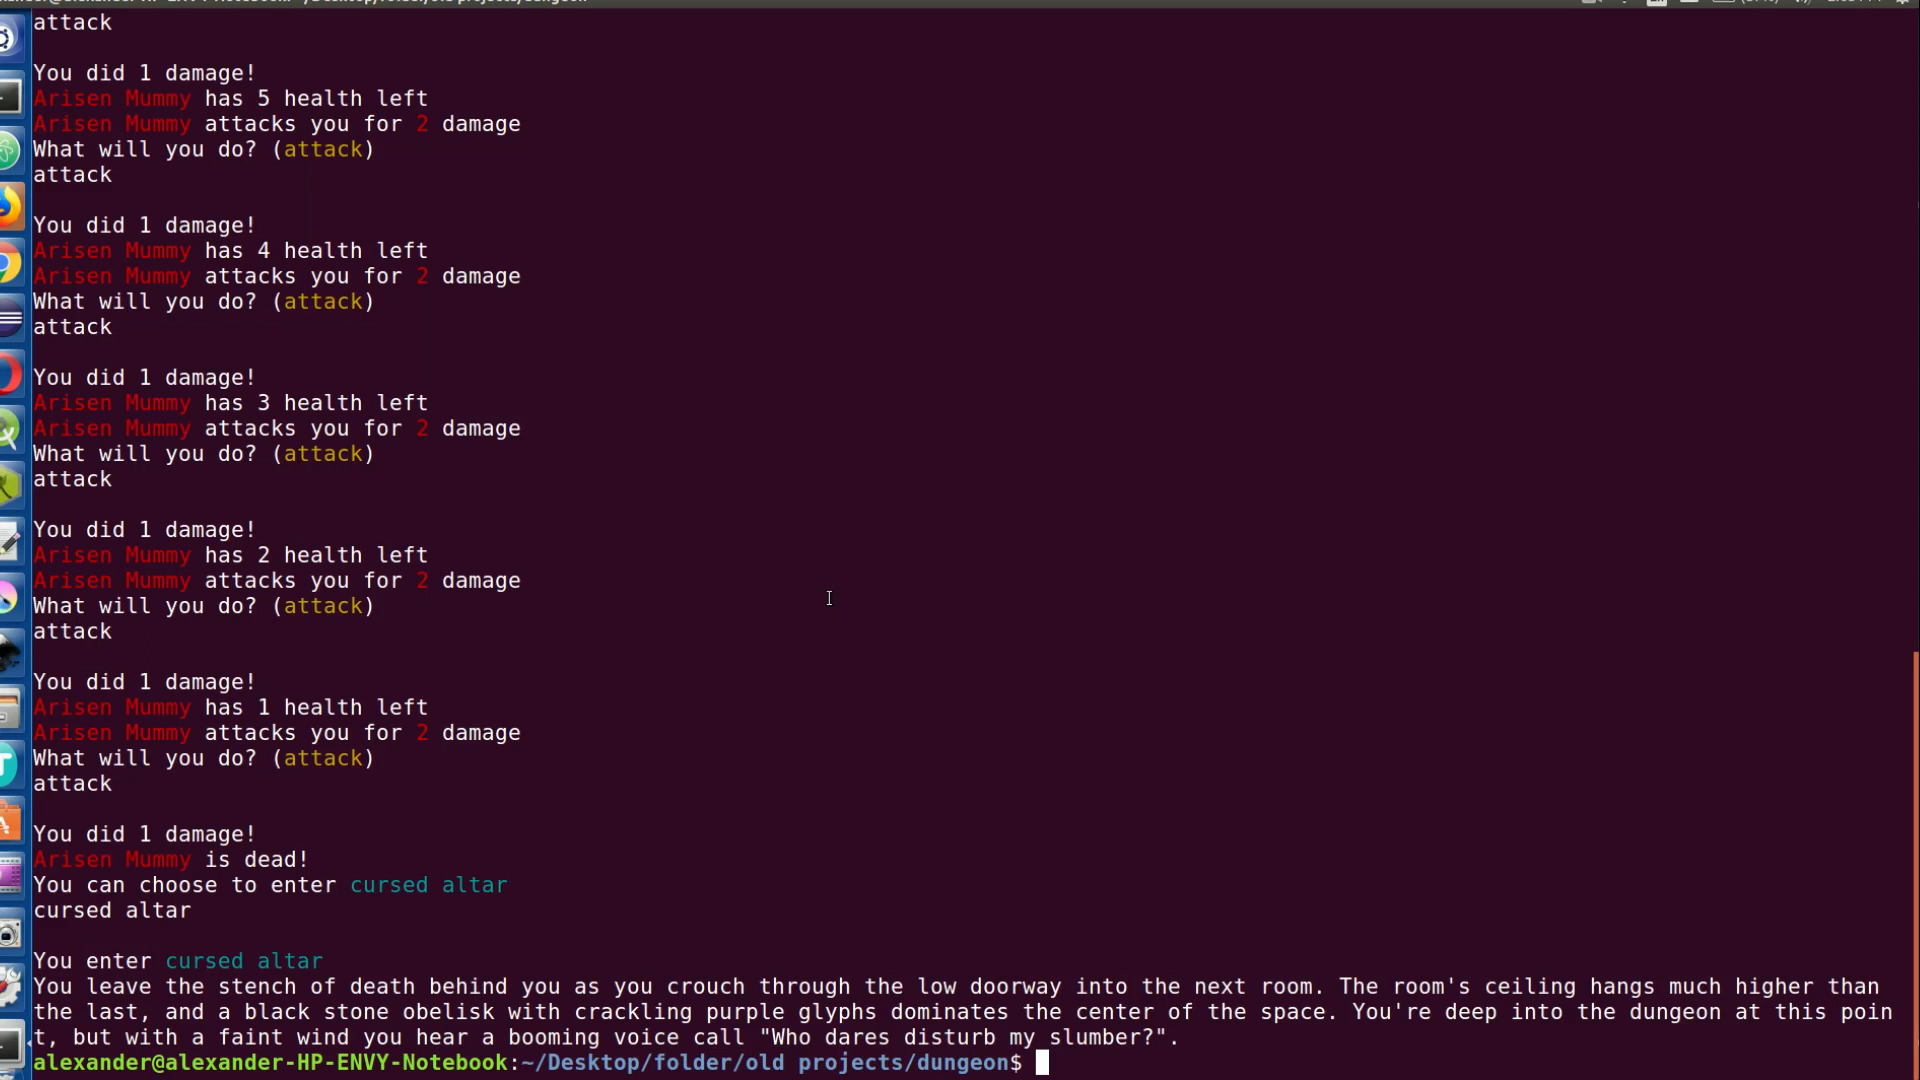 attack
You did 1 damage!
Arisen Mummy has 5 health left
Arisen Mummy attacks you for 2 damage
What will you do? (attack)
attack
You did 1 damage!
Arisen Mummy has 4 health left
Arisen Mummy attacks you for 2 damage
What will you do? (attack)
attack
You did 1 damage!
Arisen Mummy has 3 health left
Arisen Mummy attacks you for 2 damage
What will you do? (attack)
attack
You did 1 damage!
Arisen Mummy has 2 health left
Arisen Mummy attacks you for 2 damage
What will you do? (attack)
attack
You did 1 damage!
Arisen Mummy has 1 health left
Arisen Mummy attacks you for 2 damage
What will you do? (attack)
attack
You did 1 damage!
Arisen Mummy is dead!
You can choose to enter cursed altar
cursed altar
You enter cursed altar
You leave the stench of death behind you as you crouch through the low doorway into the next room. The room's ceiling hangs much higher than
the last, and a black stone obelisk with crackling purple glyphs dominates the center of the space. You're deep into the dungeon at this poin
t, but with a faint wind you hear a booming voice call "Who dares disturb my slumber?".
alexander@alexander-HP-ENVY-Notebook:~/Desktop/folder/old projects/dungeon$